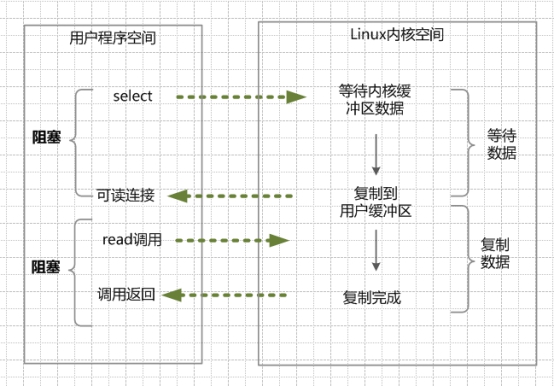 用户程序空间
Linux内核空间
select
等待内核缓
冲区数据
阻塞
等待
数据
可读连接
复制到
用户缓冲区
read调用
阻塞
复制
数据
调用返回
复制完成